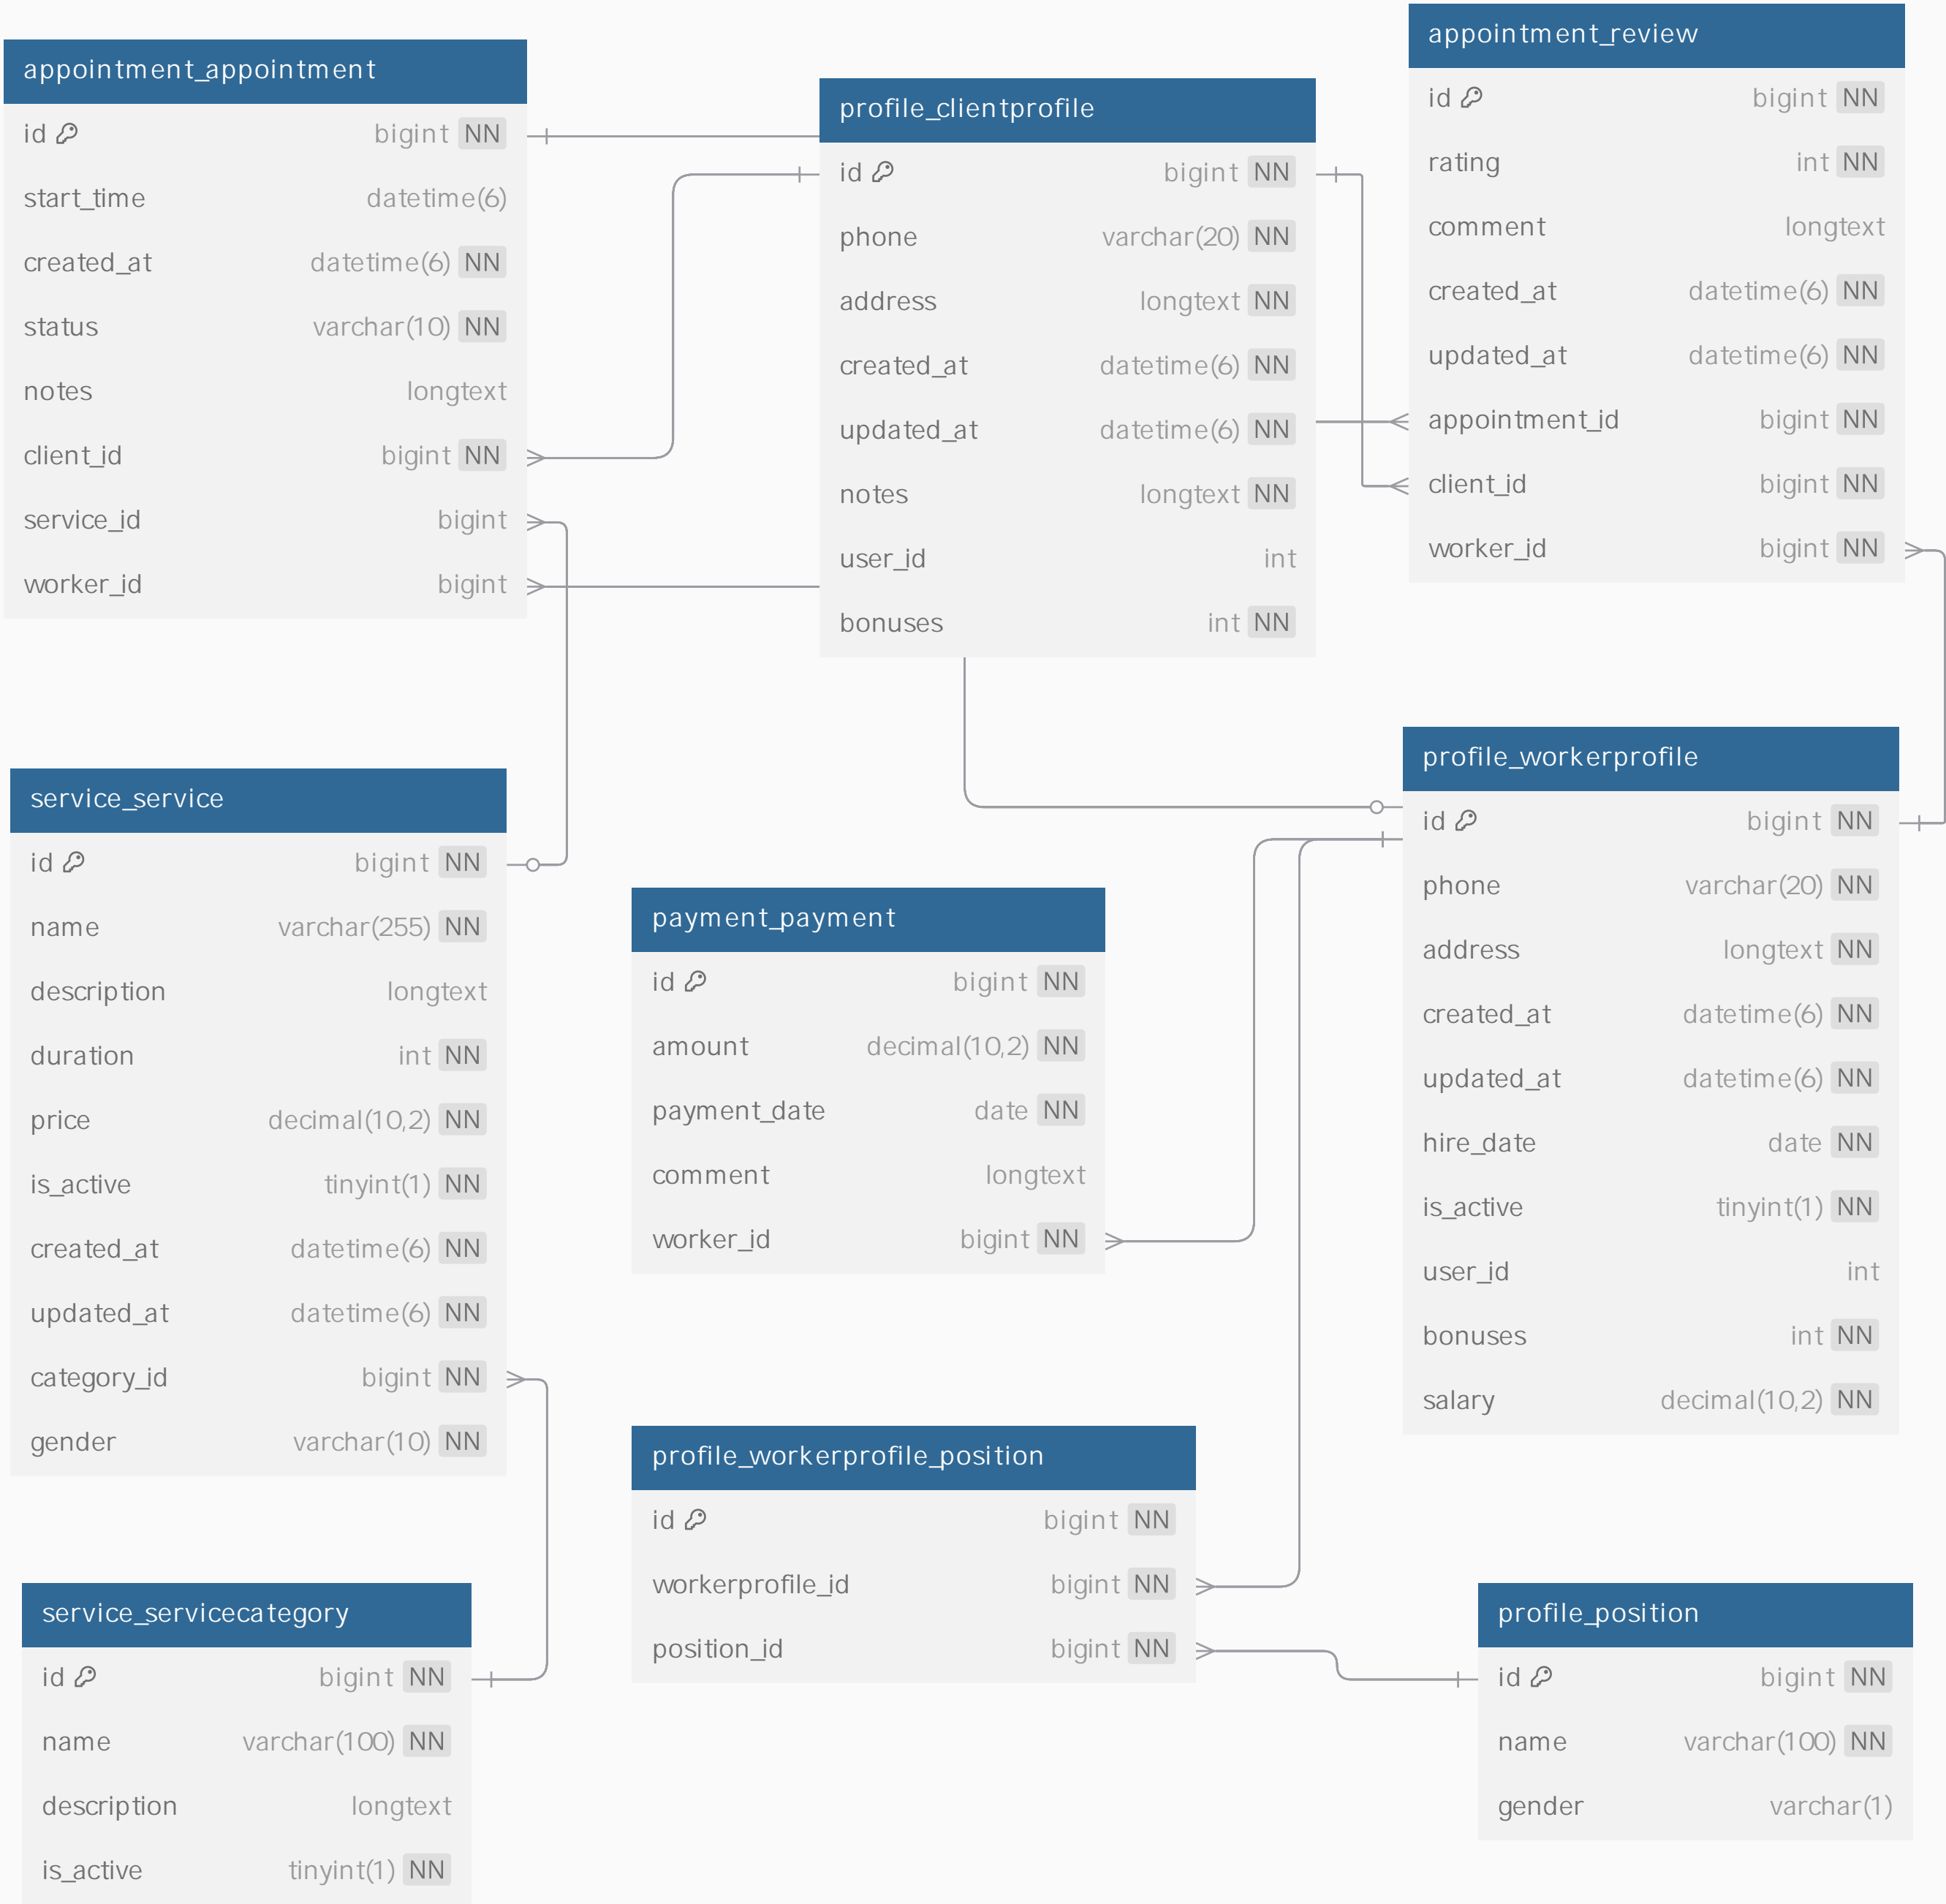 appointment_appointment
id bigint NN
start_time datetime(6)
created_at datetime(6) NN
status varchar(10) NN
notes longtext
client_id bigint NN
service_id bigint
worker_id bigint
profile_clientprofile
id bigint NN
phone varchar(20) NN
address longtext NN
created_at datetime(6) NN
updated_at datetime(6) NN
notes longtext NN
user_id int
bonuses int NN
appointment_review
id bigint NN
rating int NN
comment longtext
created_at datetime(6) NN
updated_at datetime(6) NN
appointment_id bigint NN
client_id bigint NN
worker_id bigint NN
service_service
id bigint NN
name varchar(255) NN
description longtext
duration int NN
price decimal(10,2) NN
is_active tinyint(1) NN
created_at datetime(6) NN
updated_at datetime(6) NN
category_id bigint NN
gender varchar(10) NN
payment_payment
id bigint NN
amount decimal(10,2) NN
payment_date date NN
comment longtext
worker_id bigint NN
profile_workerprofile
id bigint NN
phone varchar(20) NN
address longtext NN
created_at datetime(6) NN
updated_at datetime(6) NN
hire_date date NN
is_active tinyint(1) NN
user_id int
bonuses int NN
salary decimal(10,2) NN
profile_workerprofile_position
id bigint NN
workerprofile_id bigint NN
position_id bigint NN
service_servicecategory
id bigint NN
name varchar(100) NN
description longtext
is_active tinyint(1) NN
profile_position
id bigint NN
name varchar(100) NN
gender varchar(1)